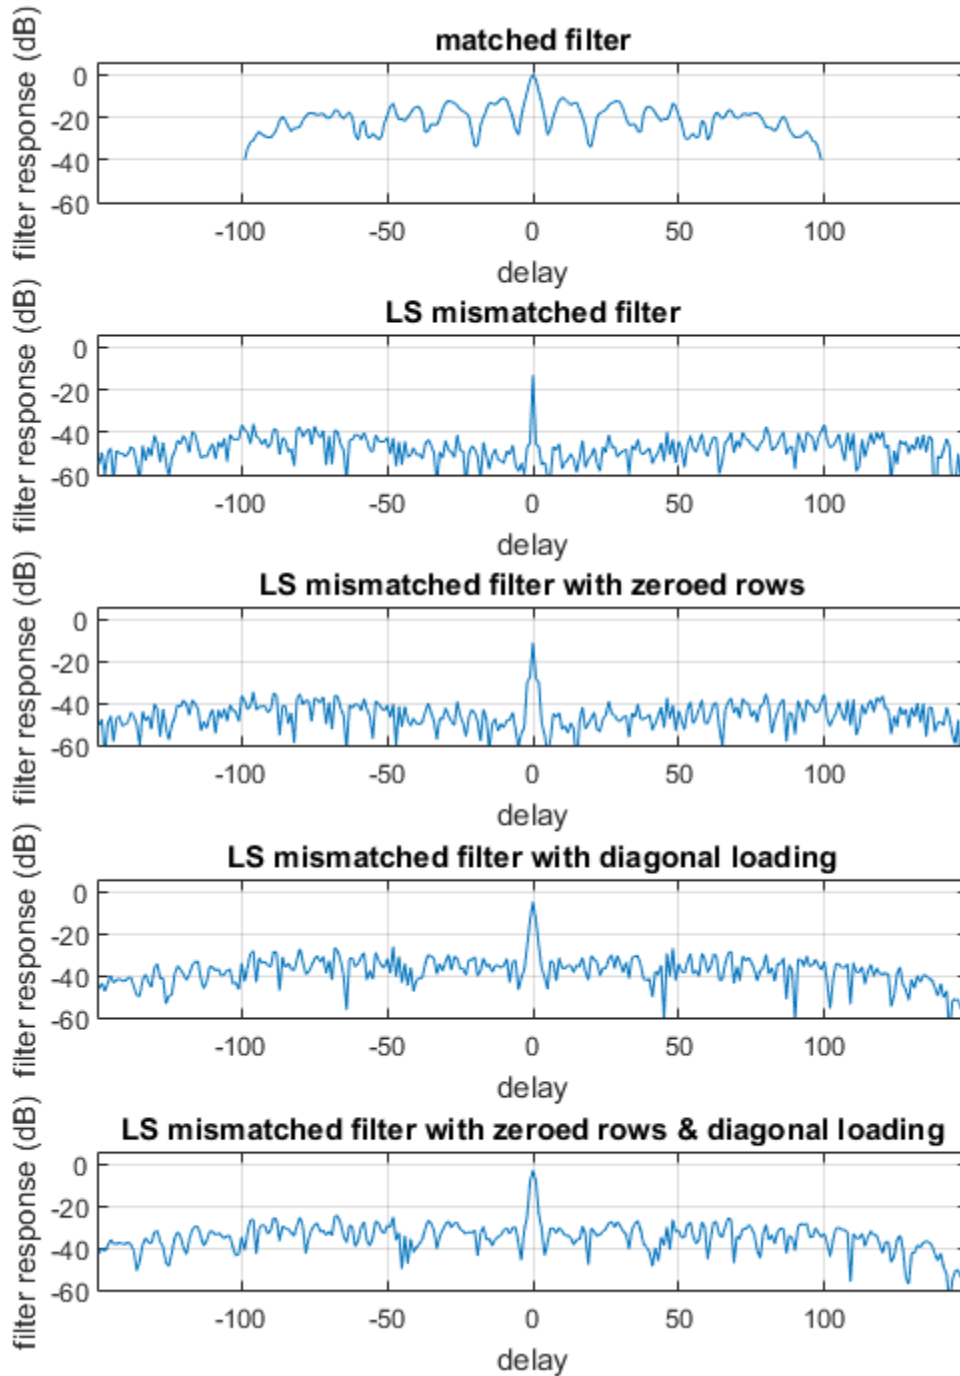 matched filter
filter response (dB)
0
-20
-40
-60
-100 -50 0 50 100
delay
LS mismatched filter
filter response (dB)
0
-20
-40
-60
-100 -50 0 50 100
delay
LS mismatched filter with zeroed rows
filter response (dB)
0
-20
-40
-60
-100 -50 0 50 100
delay
LS mismatched filter with diagonal loading
filter response (dB)
0
-20
-40
-60
-100 -50 0 50 100
delay
LS mismatched filter with zeroed rows & diagonal loading
filter response (dB)
0
-20
-40
-60
-100 -50 0 50 100
delay